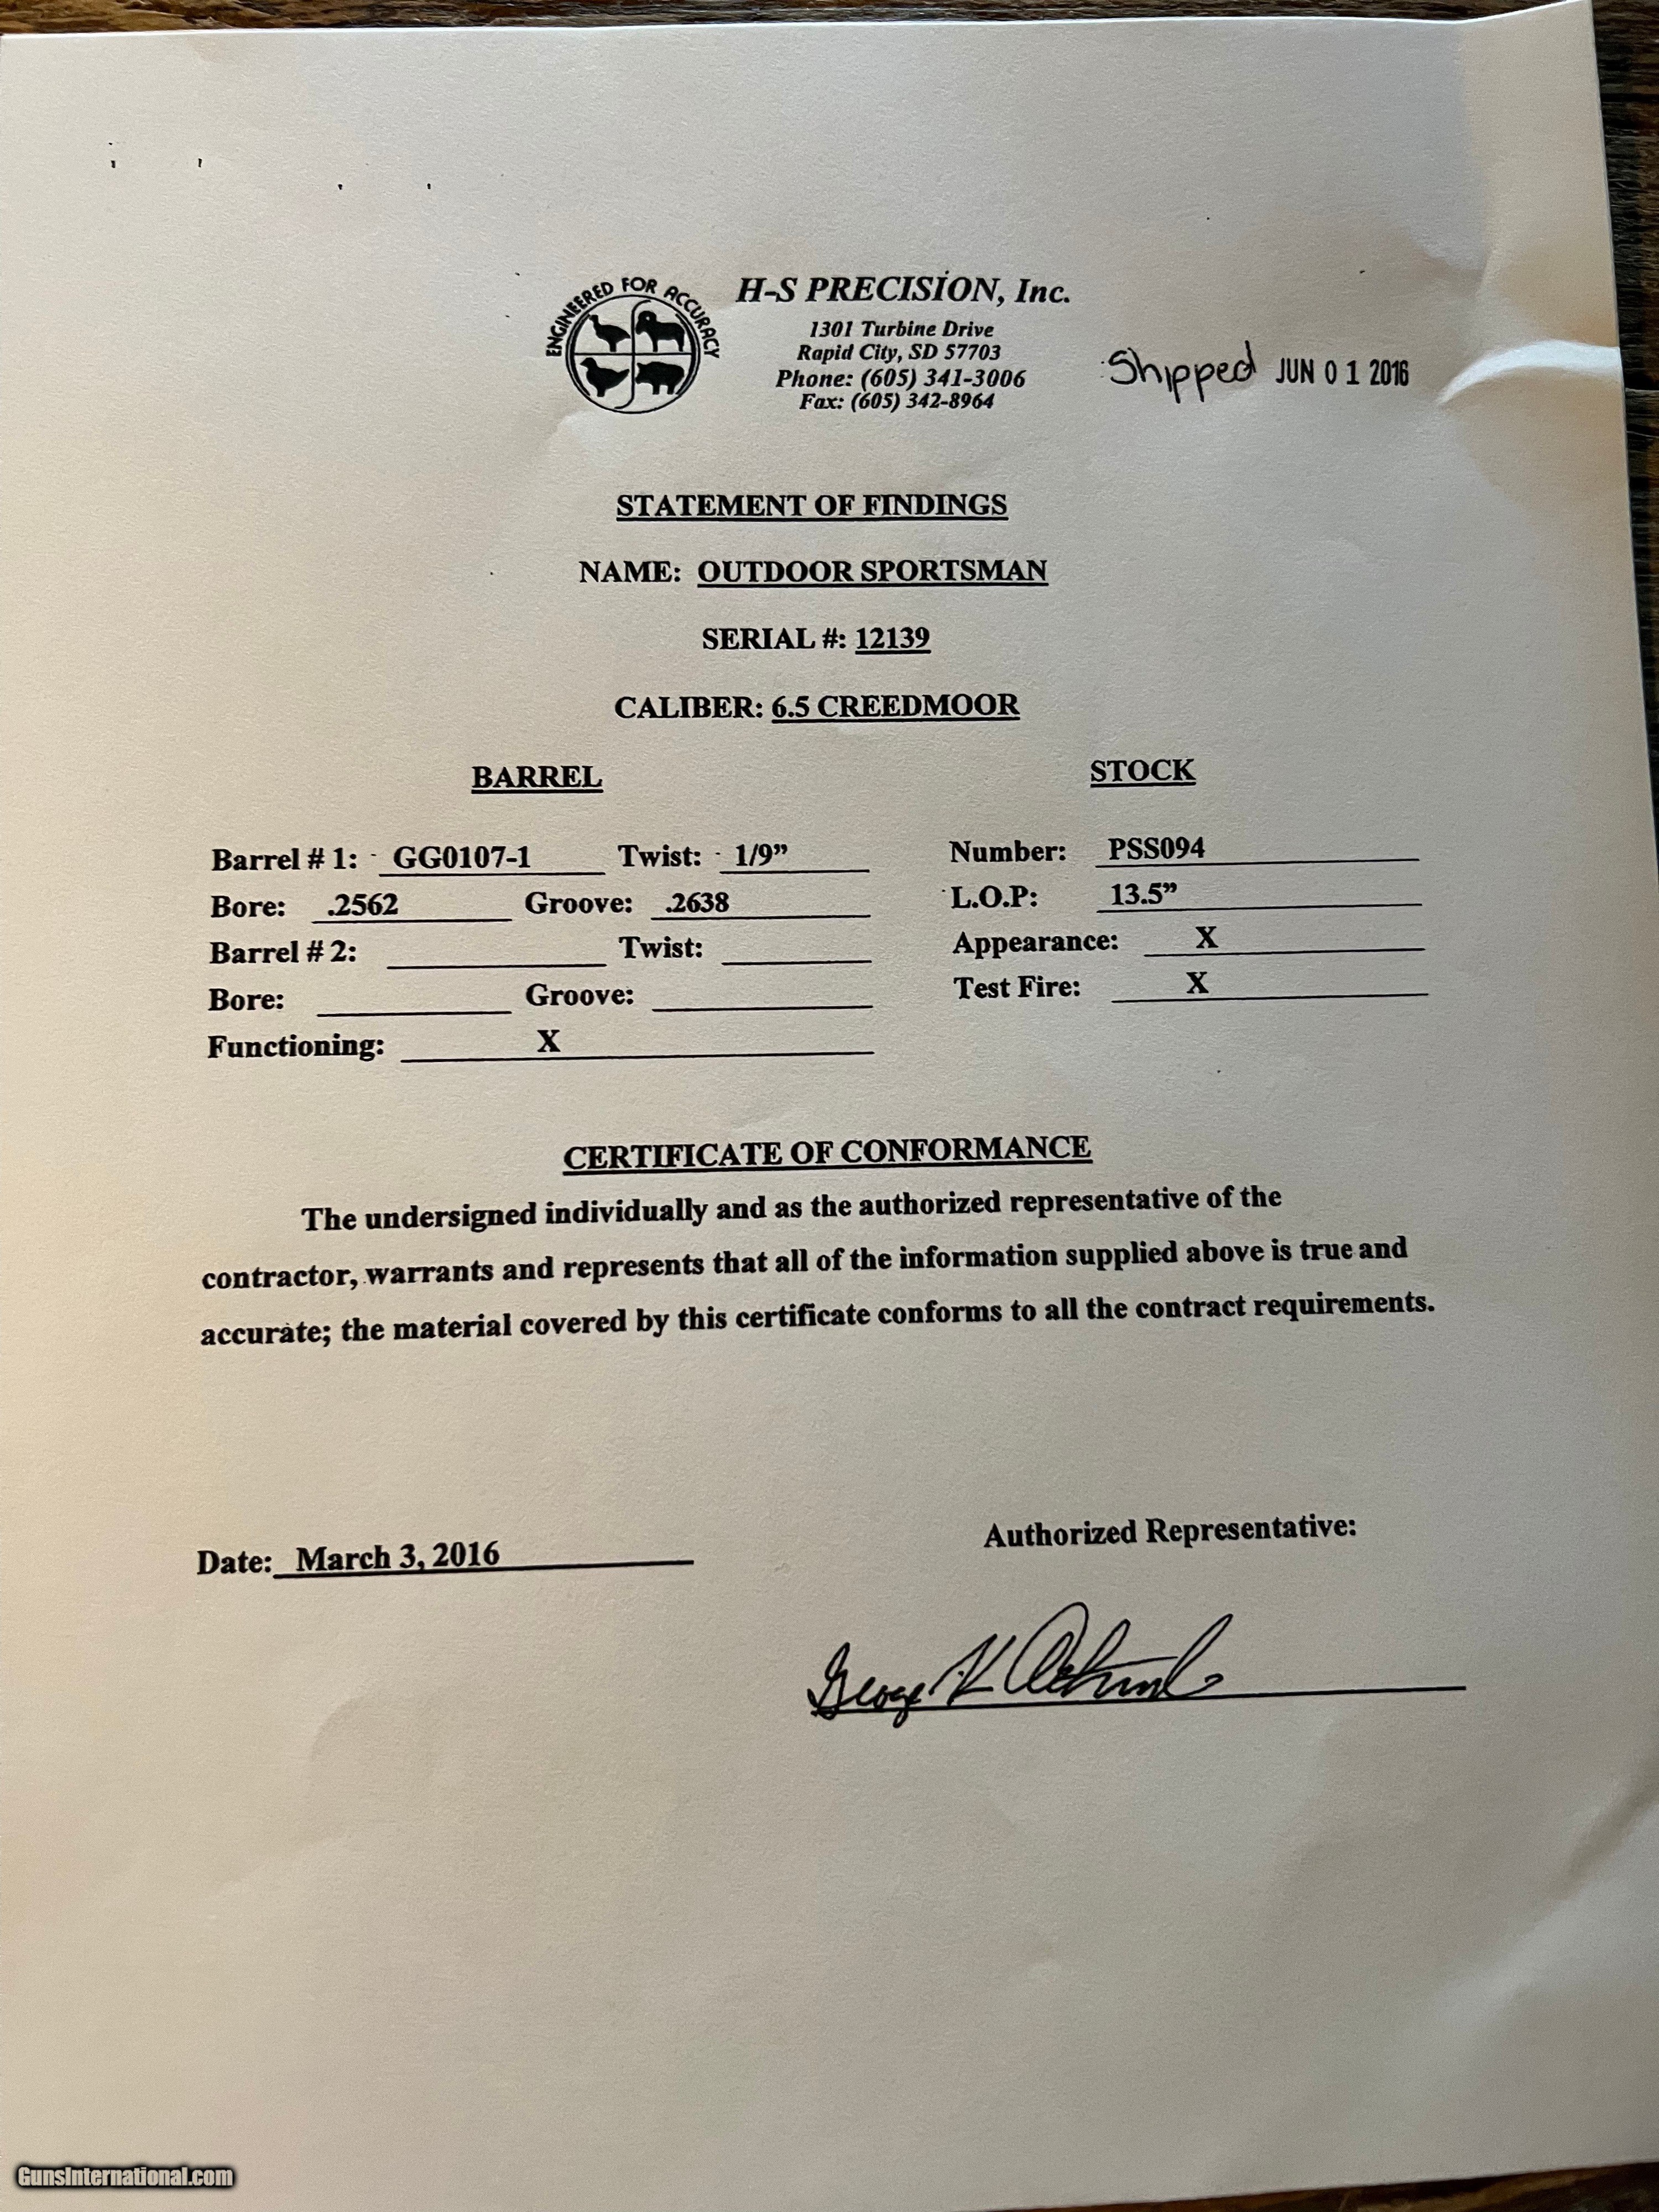 ENGINEERED FOR ACCURACY
H-S PRECISION, Inc.
1301 Turbine Drive
Rapid City, SD 57703
Phone: (605) 341-3006
Fax: (605) 342-8964
Shipped JUN 01 2016
STATEMENT OF FINDINGS
NAME: OUTDOOR SPORTSMAN
SERIAL #: 12139
CALIBER: 6.5 CREEDMOOR
BARREL STOCK
Barrel # 1: GG0107-1 Twist: 1/9” Number: PSS094
Bore: .2562 Groove: .2638 L.O.P: 13.5”
Barrel # 2: Twist: Appearance: X
Bore: Groove: Test Fire: X
Functioning: X
CERTIFICATE OF CONFORMANCE
The undersigned individually and as the authorized representative of the
contractor, warrants and represents that all of the information supplied above is true and
accurate; the material covered by this certificate conforms to all the contract requirements.
Authorized Representative:
Date: March 3, 2016
George K
GunsInternational.com